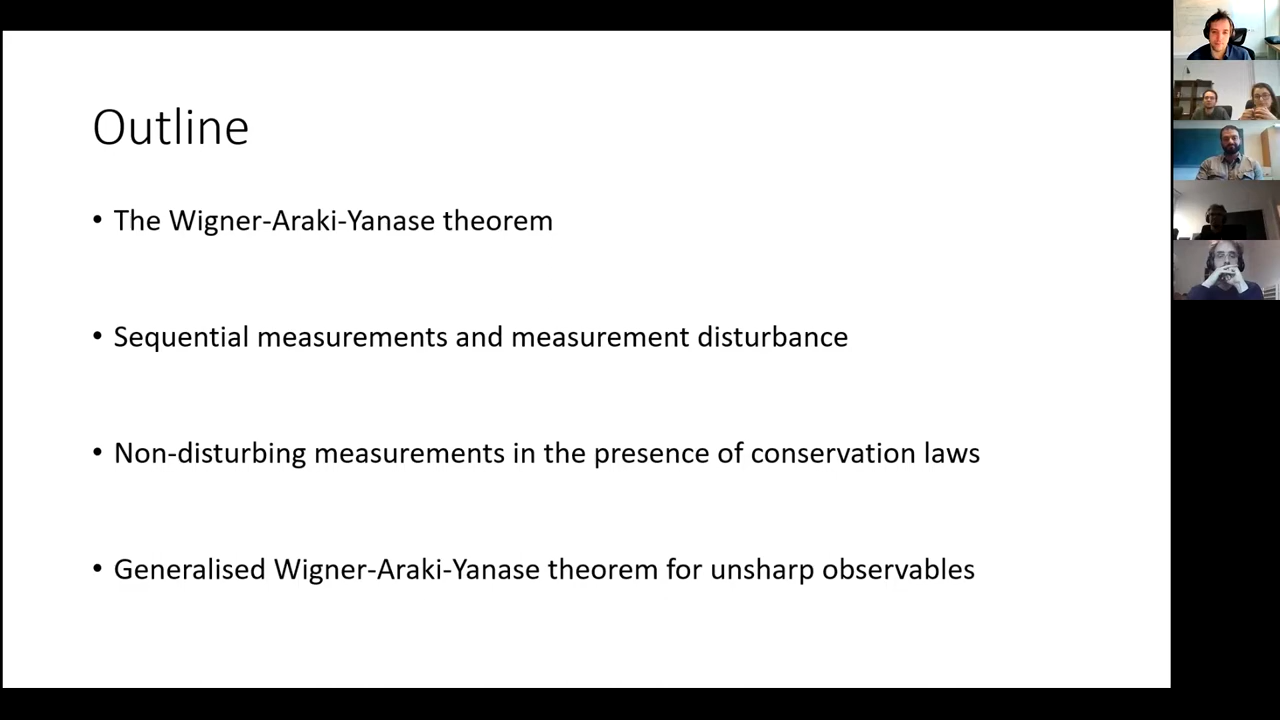 Outline
• The Wigner-Araki-Yanase theorem
• Sequential measurements and measurement disturbance
• Non-disturbing measurements in the presence of conservation laws
• Generalised Wigner-Araki-Yanase theorem for unsharp observables